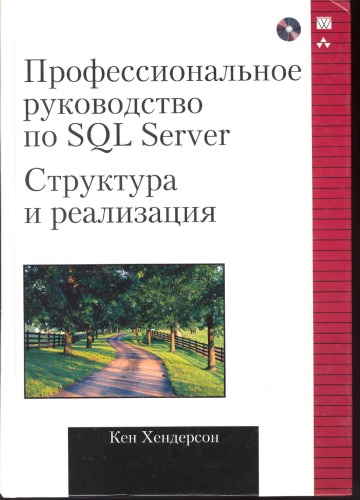 Профессиональное
руководство
по SQL Server
Структура
и реализация
Кен Хендерсон